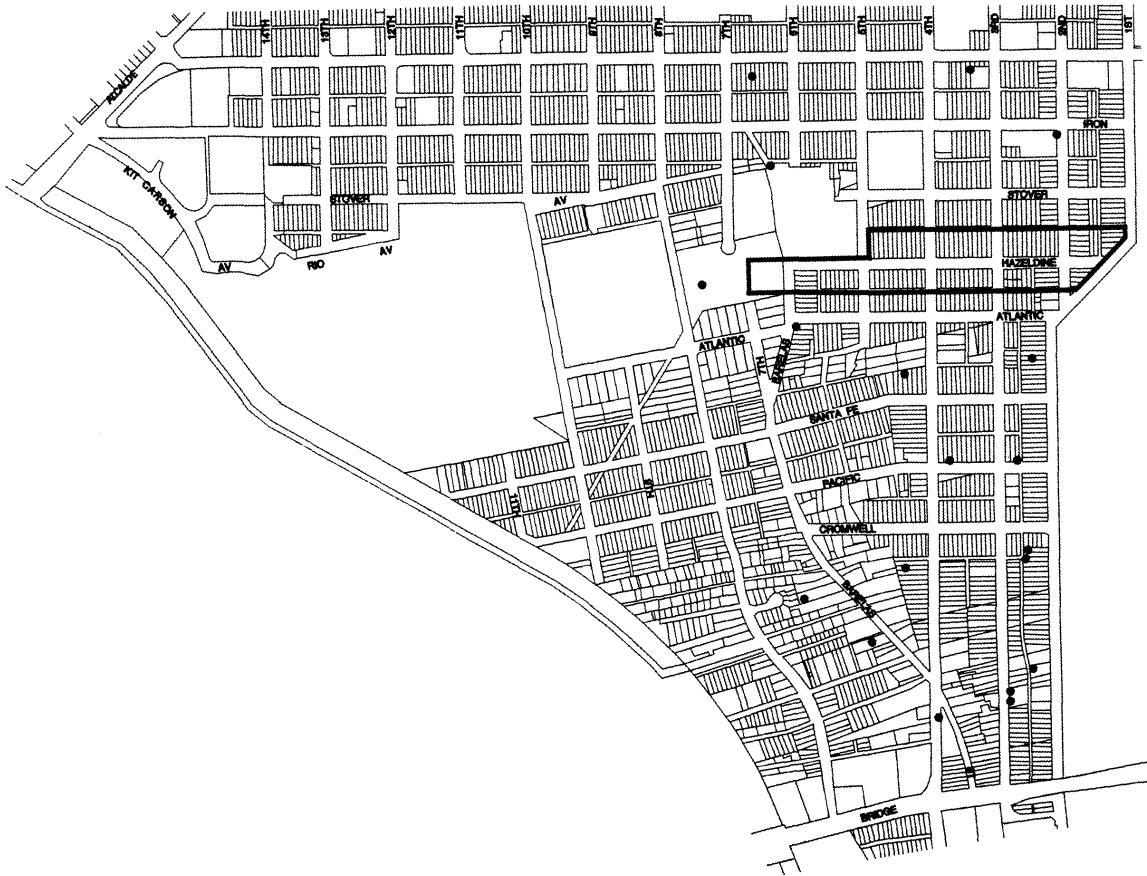 14TH
13TH
12TH
11TH
10TH
9TH
8TH
7TH
6TH
5TH
4TH
3RD
2ND
1ST
ALCALDE
IRON
KIT CARSON
AV
STOVER
AV
STOVER
RIO
AV
HAZELDINE
ATLANTIC
ATLANTIC
7TH
BARELAS
SANTA FE
PACIFIC
11TH
8TH
CROMWELL
BARELAS
BRIDGE